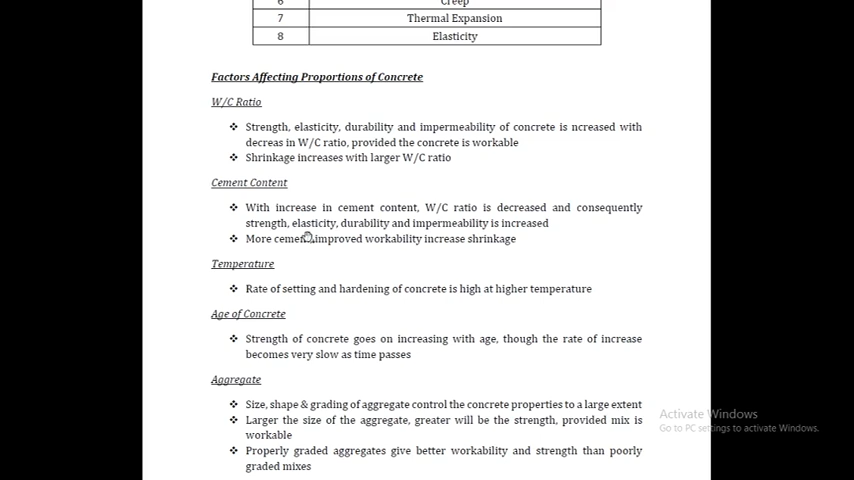 6 Creep
7 Thermal Expansion
8 Elasticity
Factors Affecting Proportions of Concrete
W/C Ratio
❖ Strength, elasticity, durability and impermeability of concrete is ncreased with
decreas in W/C ratio, provided the concrete is workable
❖ Shrinkage increases with larger W/C ratio
Cement Content
❖ With increase in cement content, W/C ratio is decreased and consequently
strength, elasticity, durability and impermeability is increased
❖ More cement, improved workability increase shrinkage
Temperature
❖ Rate of setting and hardening of concrete is high at higher temperature
Age of Concrete
❖ Strength of concrete goes on increasing with age, though the rate of increase
becomes very slow as time passes
Aggregate
❖ Size, shape & grading of aggregate control the concrete properties to a large extent
❖ Larger the size of the aggregate, greater will be the strength, provided mix is
workable
❖ Properly graded aggregates give better workability and strength than poorly
graded mixes
Activate Windows
Go to PC settings to activate Windows.